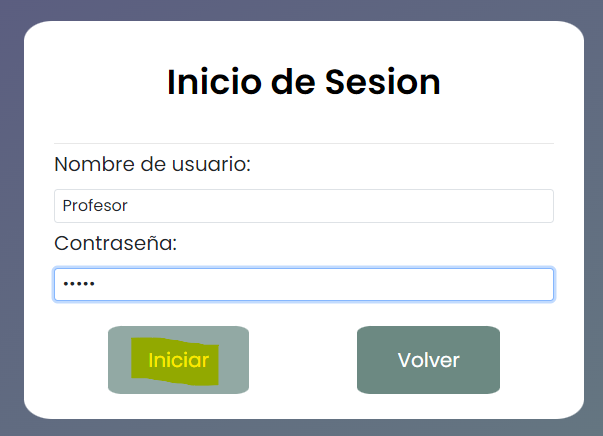 Inicio de Sesion
Nombre de usuario:
Profesor
Contraseña:
•••••
Iniciar Volver